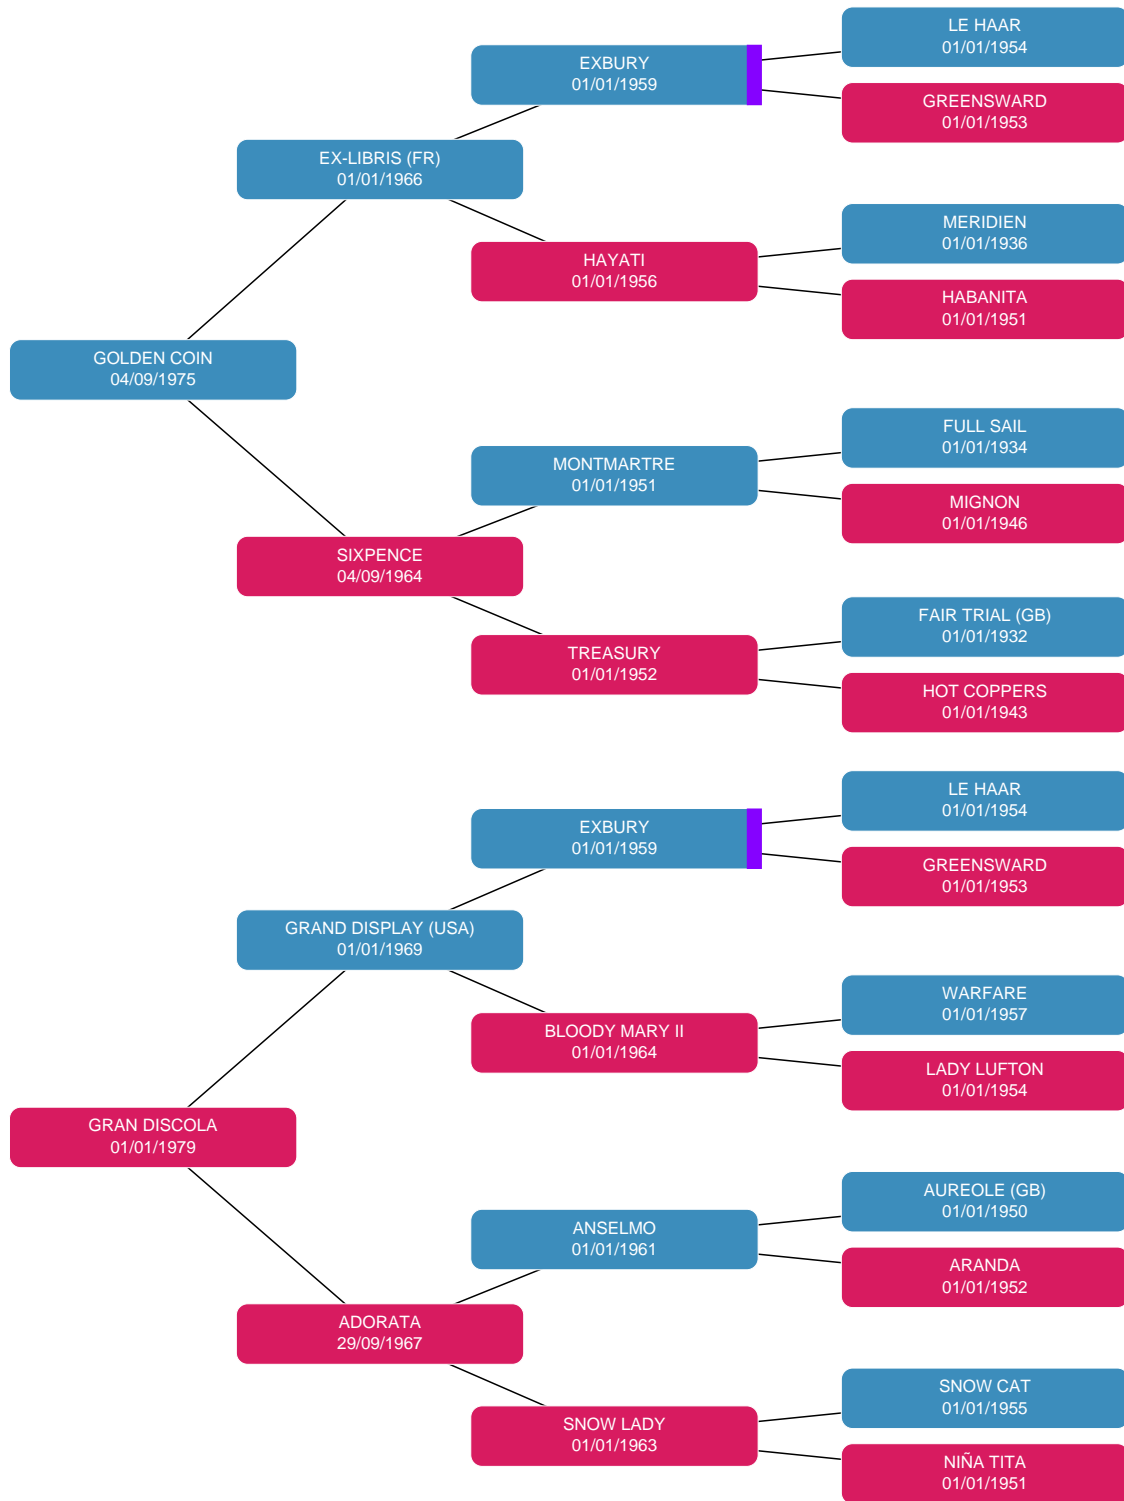 LE HAAR
01/01/1954
EXBURY
01/01/1959
GREENSWARD
01/01/1953
EX-LIBRIS (FR)
01/01/1966
MERIDIEN
01/01/1936
HAYATI
01/01/1956
HABANITA
01/01/1951
GOLDEN COIN
04/09/1975
FULL SAIL
01/01/1934
MONTMARTRE
01/01/1951
MIGNON
01/01/1946
SIXPENCE
04/09/1964
FAIR TRIAL (GB)
01/01/1932
TREASURY
01/01/1952
HOT COPPERS
01/01/1943
LE HAAR
01/01/1954
EXBURY
01/01/1959
GREENSWARD
01/01/1953
GRAND DISPLAY (USA)
01/01/1969
WARFARE
01/01/1957
BLOODY MARY II
01/01/1964
LADY LUFTON
01/01/1954
GRAN DISCOLA
01/01/1979
AUREOLE (GB)
01/01/1950
ANSELMO
01/01/1961
ARANDA
01/01/1952
ADORATA
29/09/1967
SNOW CAT
01/01/1955
SNOW LADY
01/01/1963
NIÑA TITA
01/01/1951